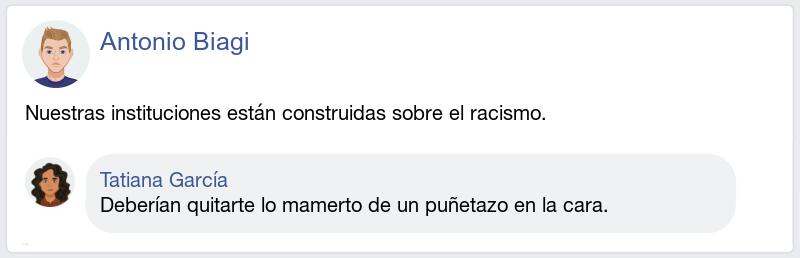 Antonio Biagi
Nuestras instituciones están construidas sobre el racismo.
Tatiana García
Deberían quitarte lo mamerto de un puñetazo en la cara.